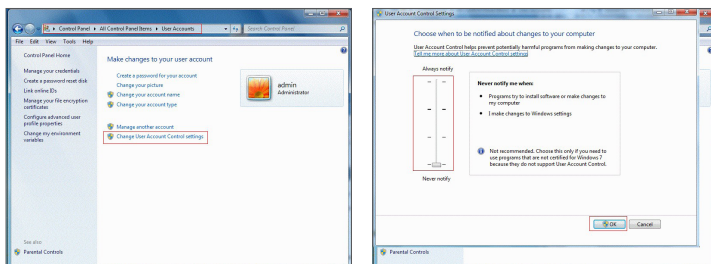 Control Panel ▸ All Control Panel Items ▸ User Accounts
Search Control Panel
File Edit View Tools Help
Control Panel Home
Manage your credentials
Create a password reset disk
Link online IDs
Manage your file encryption
certificates
Configure advanced user
profile properties
Change my environment
variables
See also
Parental Controls
Make changes to your user account
Create a password for your account
Change your picture
Change your account name
Change your account type
Manage another account
Change User Account Control settings
admin
Administrator
User Account Control Settings
Choose when to be notified about changes to your computer
User Account Control helps prevent potentially harmful programs from making changes to your computer.
Tell me more about User Account Control settings
Always notify
Never notify
Never notify me when:
• Programs try to install software or make changes to
my computer
• I make changes to Windows settings
Not recommended. Choose this only if you need to
use programs that are not certified for Windows 7
because they do not support User Account Control.
OK
Cancel
Parental Controls